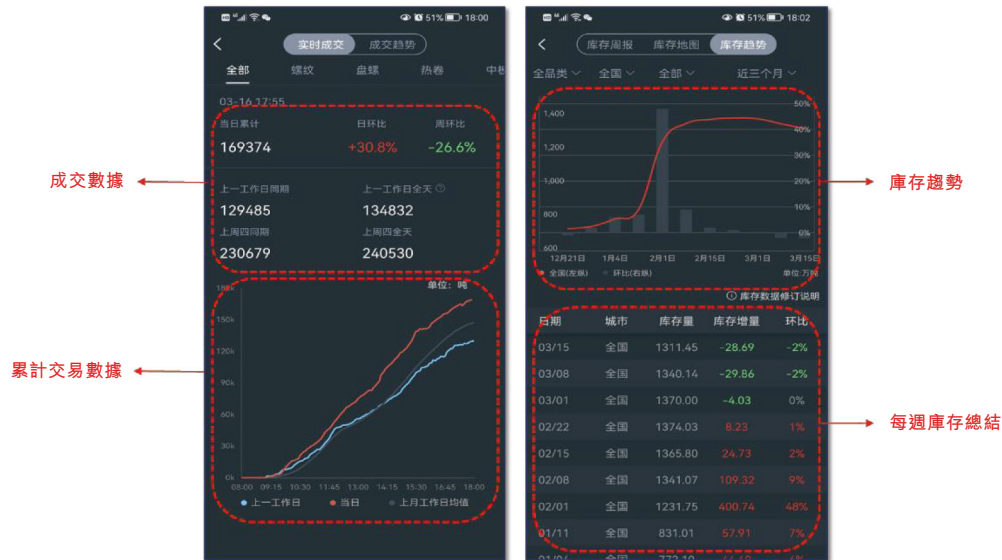 51% 18:00
实时成交 成交趋势
全部 螺纹 盘螺 热卷 中板
03-16 17:55
当日累计 日环比 周环比
169374 +30.8% -26.6%
上一工作日同期 上一工作日全天
129485 134832
上周四同期 上周四全天
230679 240530
单位：吨
180k
150k
120k
90k
60k
30k
0k
08:00 09:15 10:30 11:45 13:00 14:15 15:30 16:45 18:00
上一工作日 当日 上月工作日均值
成交數據
累計交易數據
51% 18:02
库存周报 库存地图 库存趋势
全品类 全国 全部 近三个月
1,400
1,200
1,000
800
600
50%
40%
30%
20%
10%
0%
12月21日 1月4日 2月1日 2月15日 3月1日 3月15日
全国(左纵) 环比(右纵) 单位:万吨
库存数据修订说明
日期 城市 库存量 库存增量 环比
03/15 全国 1311.45 -28.69 -2%
03/08 全国 1340.14 -29.86 -2%
03/01 全国 1370.00 -4.03 0%
02/22 全国 1374.03 8.23 1%
02/15 全国 1365.80 24.73 2%
02/08 全国 1341.07 109.32 9%
02/01 全国 1231.75 400.74 48%
01/11 全国 831.01 57.91 7%
庫存趨勢
每週庫存總結